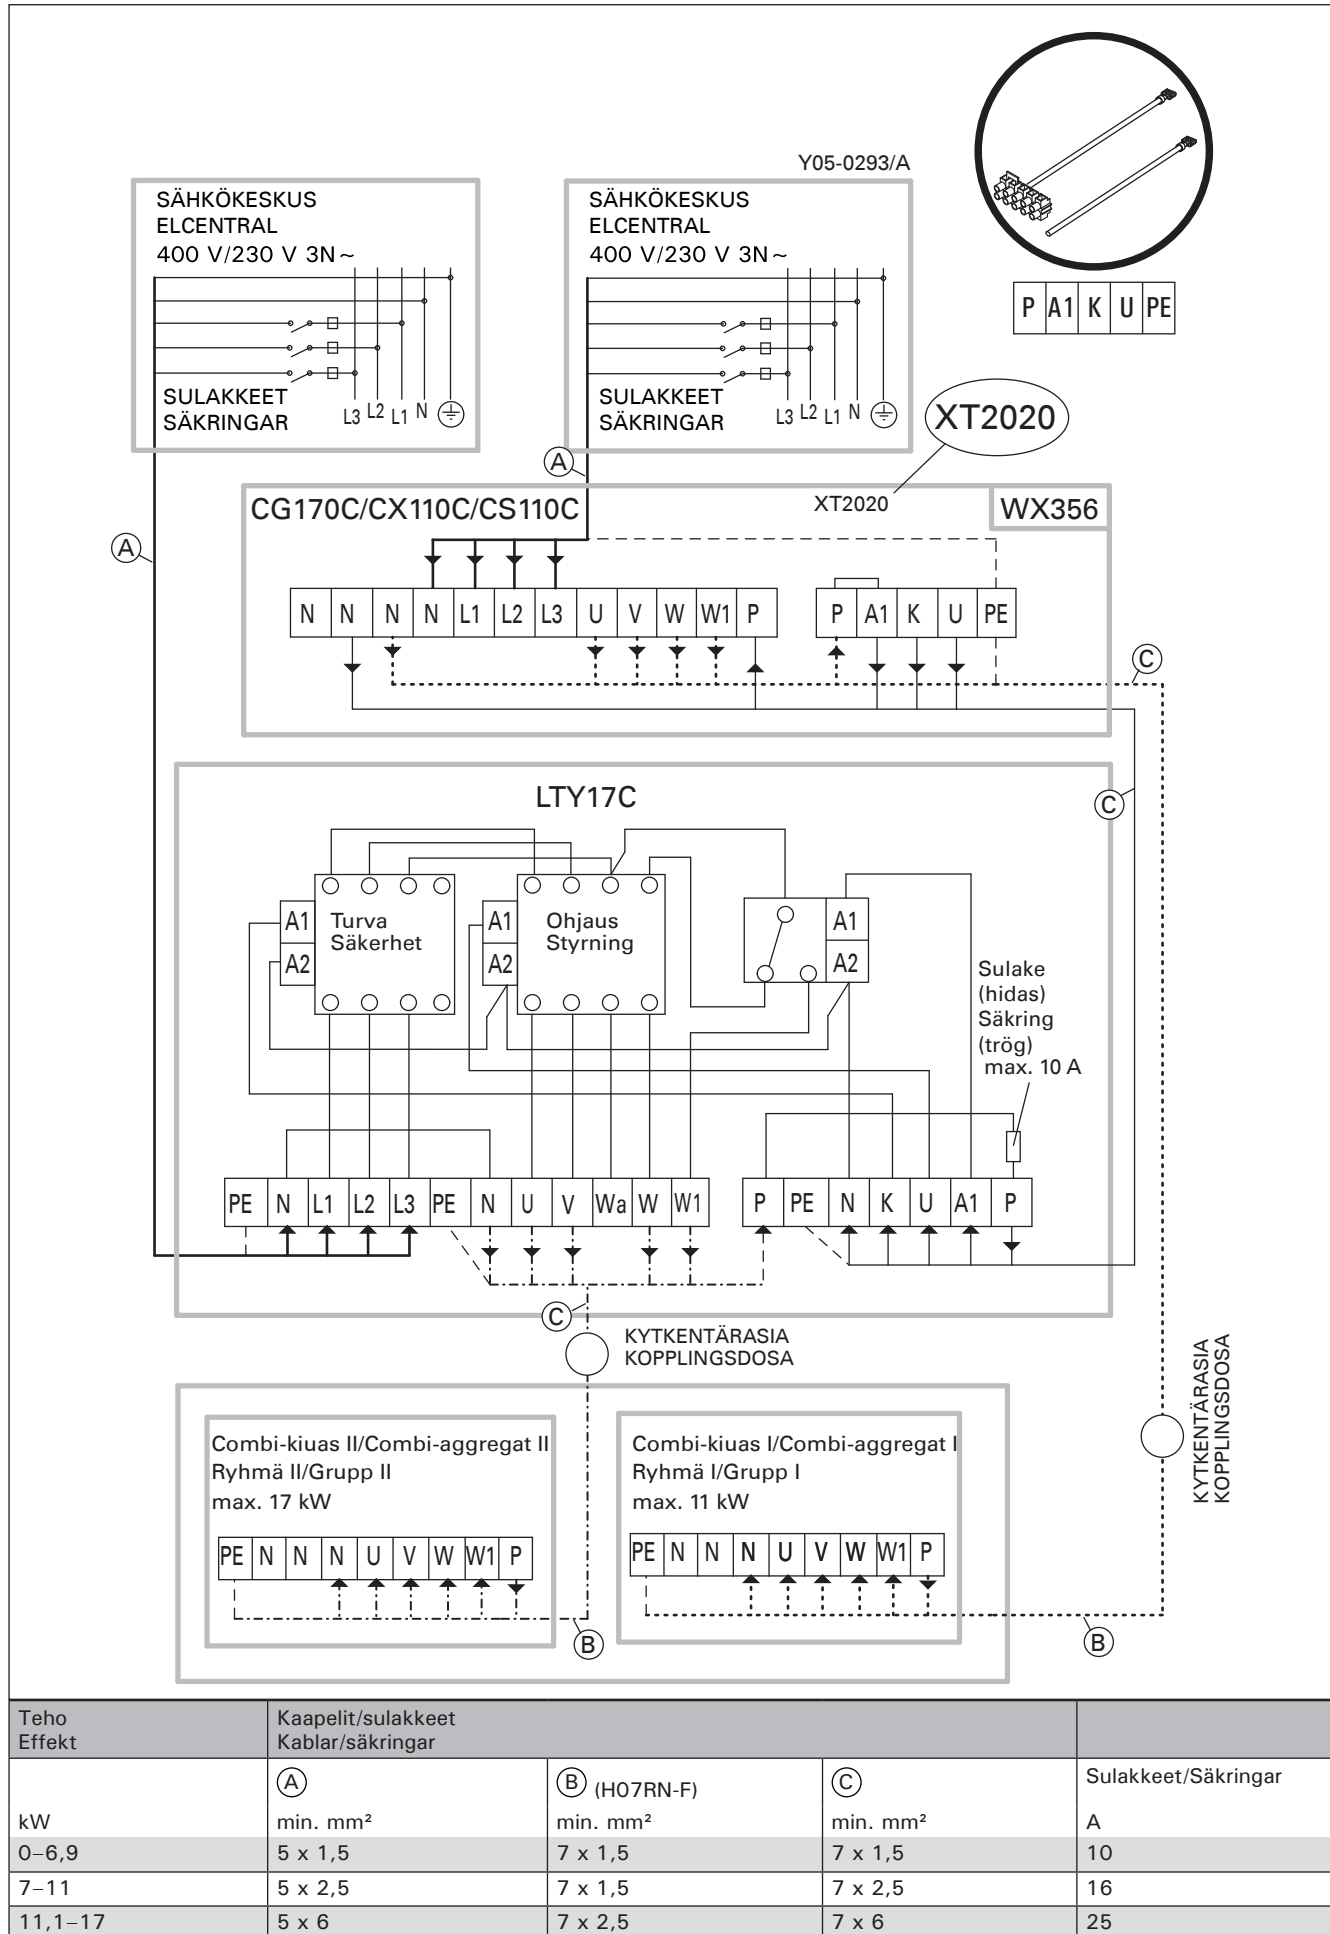 Y05-0293/A
SÄHKÖKESKUS
ELCENTRAL
400 V/230 V 3N~
SULAKKEET
SÄKRINGAR
L3 L2 L1 N
SÄHKÖKESKUS
ELCENTRAL
400 V/230 V 3N~
SULAKKEET
SÄKRINGAR
L3 L2 L1 N
P A1 K U PE
XT2020
A
A
CG170C/CX110C/CS110C
XT2020
WX356
N N N N L1 L2 L3 U V W W1 P
P A1 K U PE
C
C
LTY17C
A1
A2
Turva
Säkerhet
A1
A2
Ohjaus
Styrning
A1
A2
Sulake
(hidas)
Säkring
(trög)
max. 10 A
PE N L1 L2 L3 PE N U V Wa W W1
P PE N K U A1 P
C
KYTKENTÄRASIA
KOPPLINGSDOSA
KYTKENTÄRASIA
KOPPLINGSDOSA
Combi-kiuas II/Combi-aggregat II
Ryhmä II/Grupp II
max. 17 kW
PE N N N U V W W1 P
B
Combi-kiuas I/Combi-aggregat I
Ryhmä I/Grupp I
max. 11 kW
PE N N N U V W W1 P
B
Teho
Effekt
Kaapelit/sulakkeet
Kablar/säkringar
A B (H07RN-F) C Sulakkeet/Säkringar
kW min. mm² min. mm² min. mm² A
0–6,9 5 x 1,5 7 x 1,5 7 x 1,5 10
7–11 5 x 2,5 7 x 1,5 7 x 2,5 16
11,1–17 5 x 6 7 x 2,5 7 x 6 25